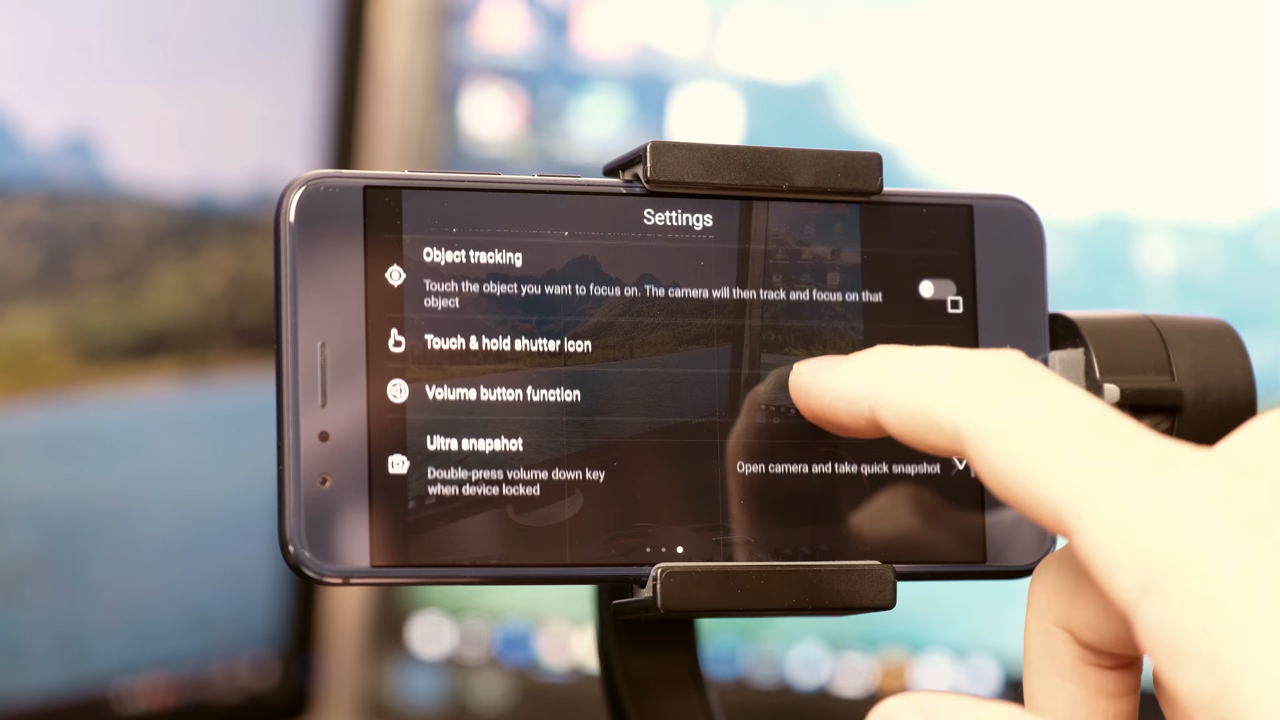 Settings
Object tracking
Touch the object you want to focus on. The camera will then track and focus on that
object
Touch & hold shutter icon
Volume button function
Ultra snapshot
Double-press volume down key
when device locked
Open camera and take quick snapshot